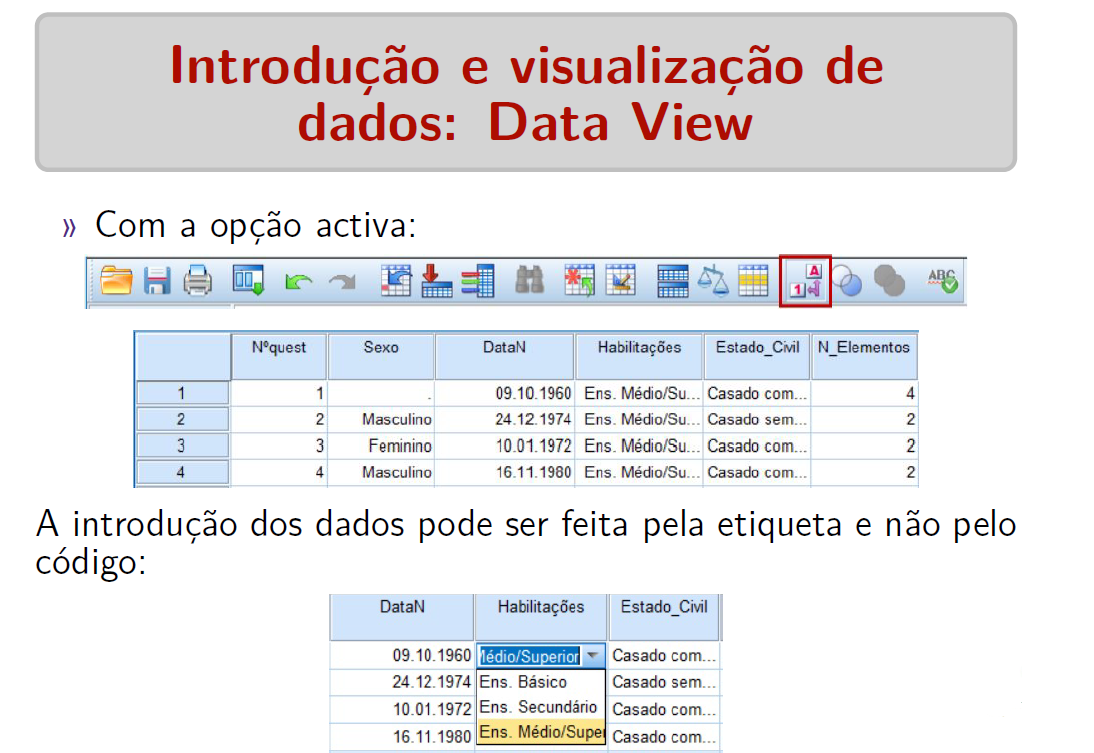 Introdução e visualização de
dados: Data View
» Com a opção activa:
A
1
ABC
Nºquest Sexo DataN Habilitações Estado_Civil N_Elementos
1 1 . 09.10.1960 Ens. Médio/Su... Casado com... 4
2 2 Masculino 24.12.1974 Ens. Médio/Su... Casado sem... 2
3 3 Feminino 10.01.1972 Ens. Médio/Su... Casado com... 2
4 4 Masculino 16.11.1980 Ens. Médio/Su... Casado com... 2
A introdução dos dados pode ser feita pela etiqueta e não pelo
código:
DataN Habilitações Estado_Civil
09.10.1960 Médio/Superior Casado com...
24.12.1974 Ens. Básico Casado sem...
10.01.1972 Ens. Secundário Casado com...
16.11.1980 Ens. Médio/Super Casado com...